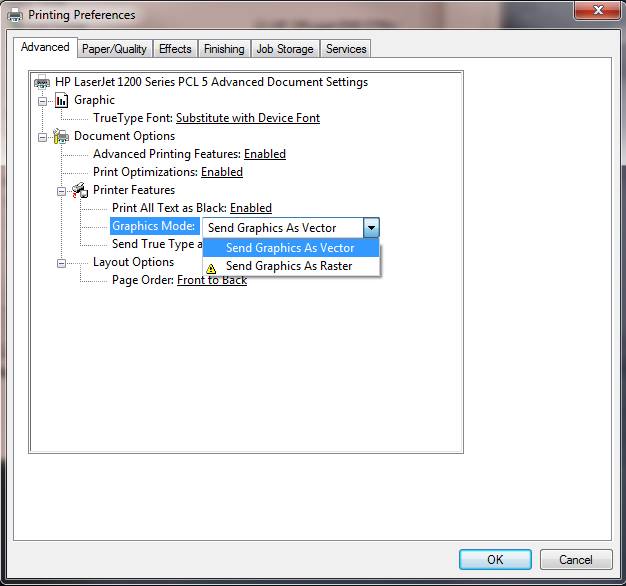 Printing Preferences
Advanced Paper/Quality Effects Finishing Job Storage Services
HP LaserJet 1200 Series PCL 5 Advanced Document Settings
Graphic
TrueType Font: Substitute with Device Font
Document Options
Advanced Printing Features: Enabled
Print Optimizations: Enabled
Printer Features
Print All Text as Black: Enabled
Graphics Mode: Send Graphics As Vector
Send Graphics As Vector
Send True Type a
Layout Options
Send Graphics As Raster
Page Order: Front to Back
OK Cancel